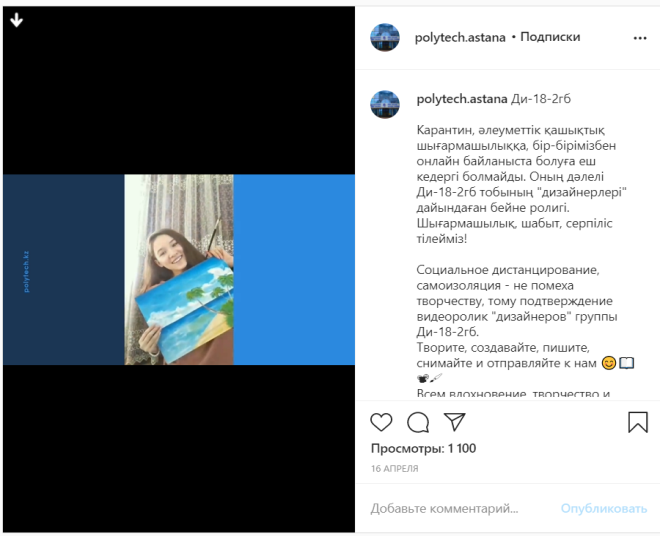 polytech.astana • Подписки
polytech.astana Ди-18-2гб
Карантин, әлеуметтік қашықтық
шығармашылыққа, бір-бірімізбен
онлайн байланыста болуға еш
кедергі болмайды. Оның дәлелі
Ди-18-2гб тобының "дизайнерлері"
дайындаған бейне ролигі.
Шығармашылық, шабыт, серпіліс
тілейміз!
Социальное дистанцирование,
самоизоляция - не помеха
творчеству, тому подтверждение
видеоролик "дизайнеров" группы
Ди-18-2гб.
Творите, создавайте, пишите,
снимайте и отправляйте к нам 😊📖
📽🖌
Всем вдохновение, творчество и
Просмотры: 1 100
16 АПРЕЛЯ
Добавьте комментарий... Опубликовать
polytech.kz